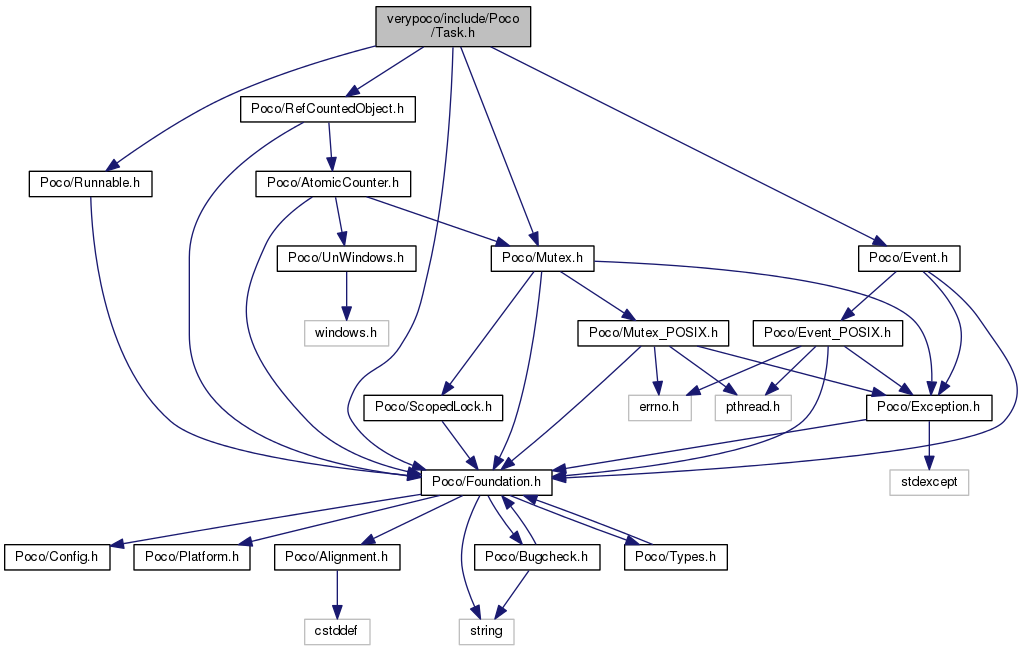 verypoco/include/Poco
/Task.h
Poco/RefCountedObject.h
Poco/Runnable.h
Poco/AtomicCounter.h
Poco/UnWindows.h
Poco/Mutex.h
Poco/Event.h
windows.h
Poco/Mutex_POSIX.h
Poco/Event_POSIX.h
Poco/ScopedLock.h
errno.h
pthread.h
Poco/Exception.h
Poco/Foundation.h
stdexcept
Poco/Config.h
Poco/Platform.h
Poco/Alignment.h
Poco/Bugcheck.h
Poco/Types.h
cstddef
string